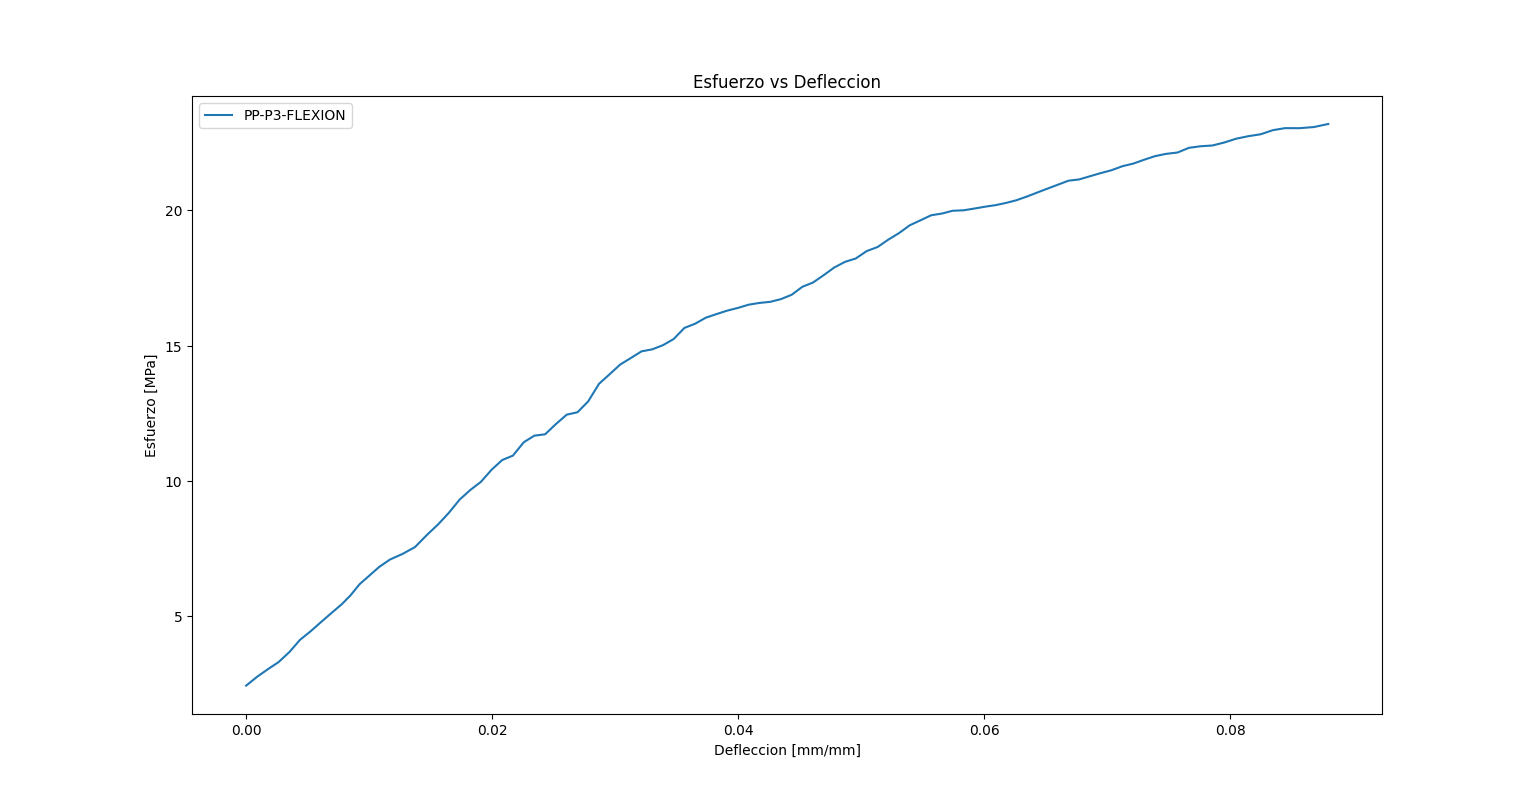 Esfuerzo vs Defleccion
PP-P3-FLEXION
20
15
10
5
Esfuerzo [MPa]
0.00 0.02 0.04 0.06 0.08
Defleccion [mm/mm]